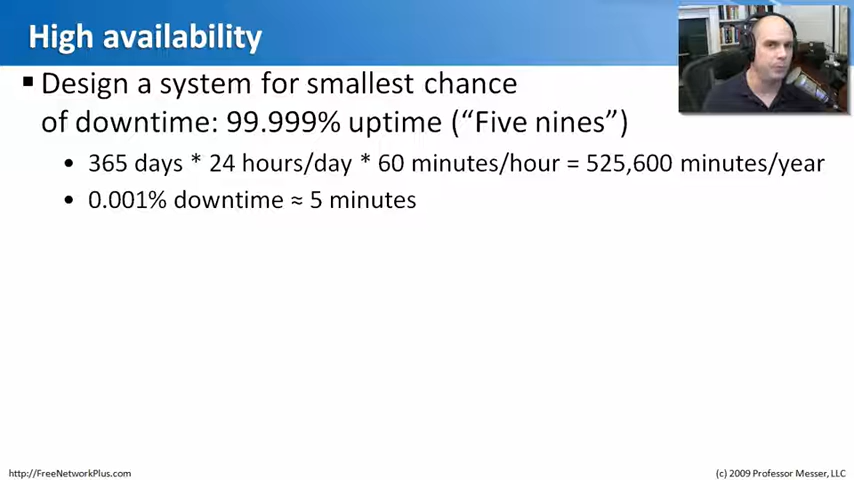 High availability
▪ Design a system for smallest chance
of downtime: 99.999% uptime (“Five nines”)
• 365 days * 24 hours/day * 60 minutes/hour = 525,600 minutes/year
• 0.001% downtime ≈ 5 minutes
http://FreeNetworkPlus.com
(c) 2009 Professor Messer, LLC